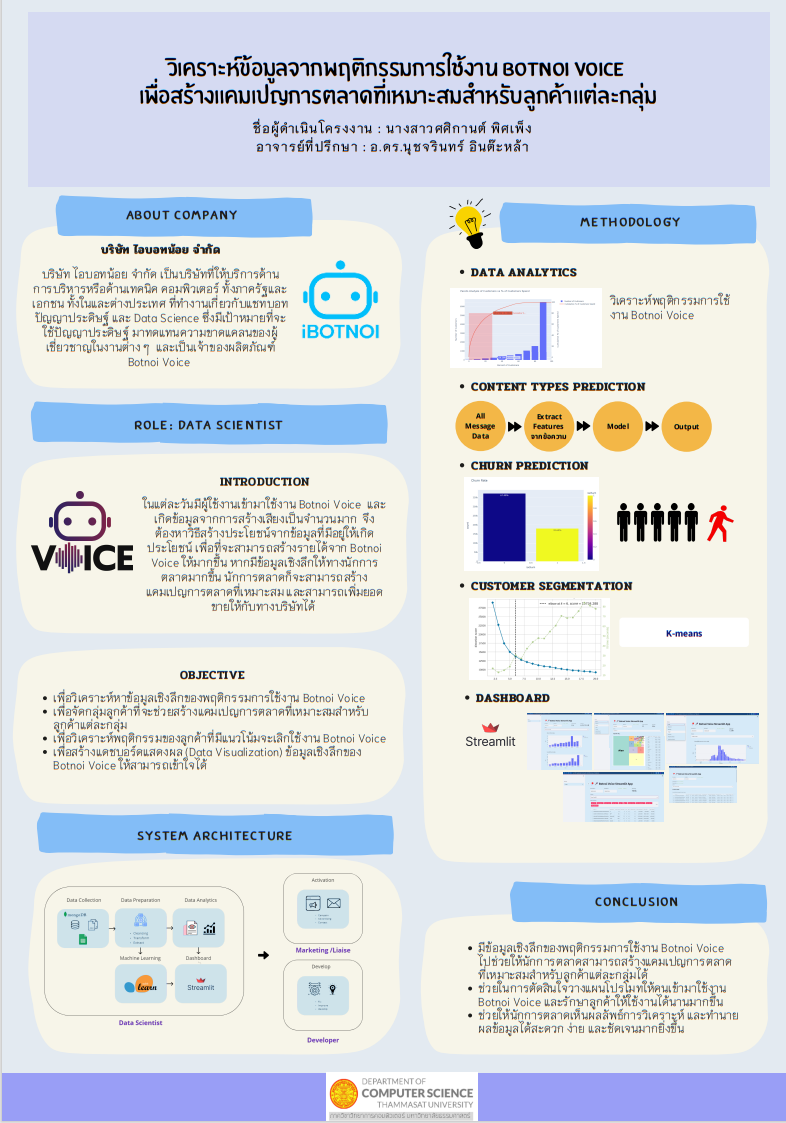 วิเคราะห์ข้อมูลจากพฤติกรรมการใช้งาน BOTNOI VOICE
เพื่อสร้างแคมเปญการตลาดที่เหมาะสมสำหรับลูกค้าแต่ละกลุ่ม
ชื่อผู้ดำเนินโครงงาน : นางสาวศศิกานต์ พิศเพ็ง
อาจารย์ที่ปรึกษา : อ.ดร.นุชจรินทร์ อินต๊ะหล้า
ABOUT COMPANY
บริษัท ไอบอทน้อย จำกัด
บริษัท ไอบอทน้อย จำกัด เป็นบริษัทที่ให้บริการด้าน
การบริหารหรือด้านเทคนิค คอมพิวเตอร์ ทั้งภาครัฐและ
เอกชน ทั้งในและต่างประเทศ ที่ทำงานเกี่ยวกับแชทบอท
ปัญญาประดิษฐ์ และ Data Science ซึ่งมีเป้าหมายที่จะ
ใช้ปัญญาประดิษฐ์ มาทดแทนความขาดแคลนของผู้
เชี่ยวชาญในงานต่าง ๆ และเป็นเจ้าของผลิตภัณฑ์
Botnoi Voice
iBOTNOI
ROLE: DATA SCIENTIST
INTRODUCTION
ในแต่ละวันมีผู้ใช้งานเข้ามาใช้งาน Botnoi Voice และ
เกิดข้อมูลจากการสร้างเสียงเป็นจำนวนมาก จึง
ต้องหาวิธีสร้างประโยชน์จากข้อมูลที่มีอยู่ให้เกิด
ประโยชน์ เพื่อที่จะสามารถสร้างรายได้จาก Botnoi
Voice ให้มากขึ้น หากมีข้อมูลเชิงลึกให้ทางนักการ
ตลาดมากขึ้น นักการตลาดก็จะสามารถสร้าง
แคมเปญการตลาดที่เหมาะสม และสามารถเพิ่มยอด
ขายให้กับทางบริษัทได้
VOICE
OBJECTIVE
• เพื่อวิเคราะห์หาข้อมูลเชิงลึกของพฤติกรรมการใช้งาน Botnoi Voice
• เพื่อจัดกลุ่มลูกค้าที่จะช่วยสร้างแคมเปญการตลาดที่เหมาะสมสำหรับ
ลูกค้าแต่ละกลุ่ม
• เพื่อวิเคราะห์พฤติกรรมของลูกค้าที่มีแนวโน้มจะเลิกใช้งาน Botnoi Voice
• เพื่อสร้างแดชบอร์ดแสดงผล (Data Visualization) ข้อมูลเชิงลึกของ
Botnoi Voice ให้สามารถเข้าใจได้
SYSTEM ARCHITECTURE
Data Collection
Data Preparation
Data Analytics
mongoDB
Machine Learning
Dashboard
learn
Streamlit
Data Scientist
Activation
Marketing /Liaise
Develop
Developer
METHODOLOGY
• DATA ANALYTICS
วิเคราะห์พฤติกรรมการใช้
งาน Botnoi Voice
• CONTENT TYPES PREDICTION
All
Message
Data
Extract
Features
จากข้อความ
Model
Output
• CHURN PREDICTION
Churn Rate
• CUSTOMER SEGMENTATION
K-means
• DASHBOARD
Streamlit
CONCLUSION
• มีข้อมูลเชิงลึกของพฤติกรรมการใช้งาน Botnoi Voice
ไปช่วยให้นักการตลาดสามารถสร้างแคมเปญการตลาด
ที่เหมาะสมสำหรับลูกค้าแต่ละกลุ่มได้
• ช่วยในการตัดสินใจวางแผนโปรโมทให้คนเข้ามาใช้งาน
Botnoi Voice และรักษาลูกค้าให้ใช้งานได้นานมากขึ้น
• ช่วยให้นักการตลาดเห็นผลลัพธ์การวิเคราะห์ และทำนาย
ผลข้อมูลได้สะดวก ง่าย และชัดเจนมากยิ่งขึ้น
DEPARTMENT OF
COMPUTER SCIENCE
THAMMASAT UNIVERSITY
ภาควิชาวิทยาการคอมพิวเตอร์ มหาวิทยาลัยธรรมศาสตร์